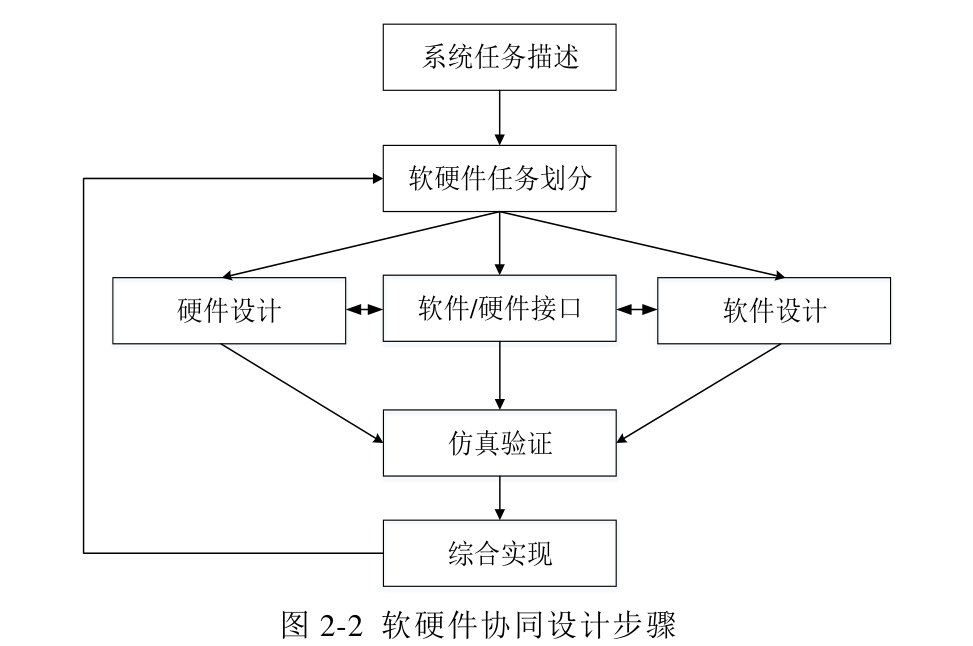 系统任务描述
软硬件任务划分
硬件设计
软件/硬件接口
软件设计
仿真验证
综合实现
图 2-2 软硬件协同设计步骤